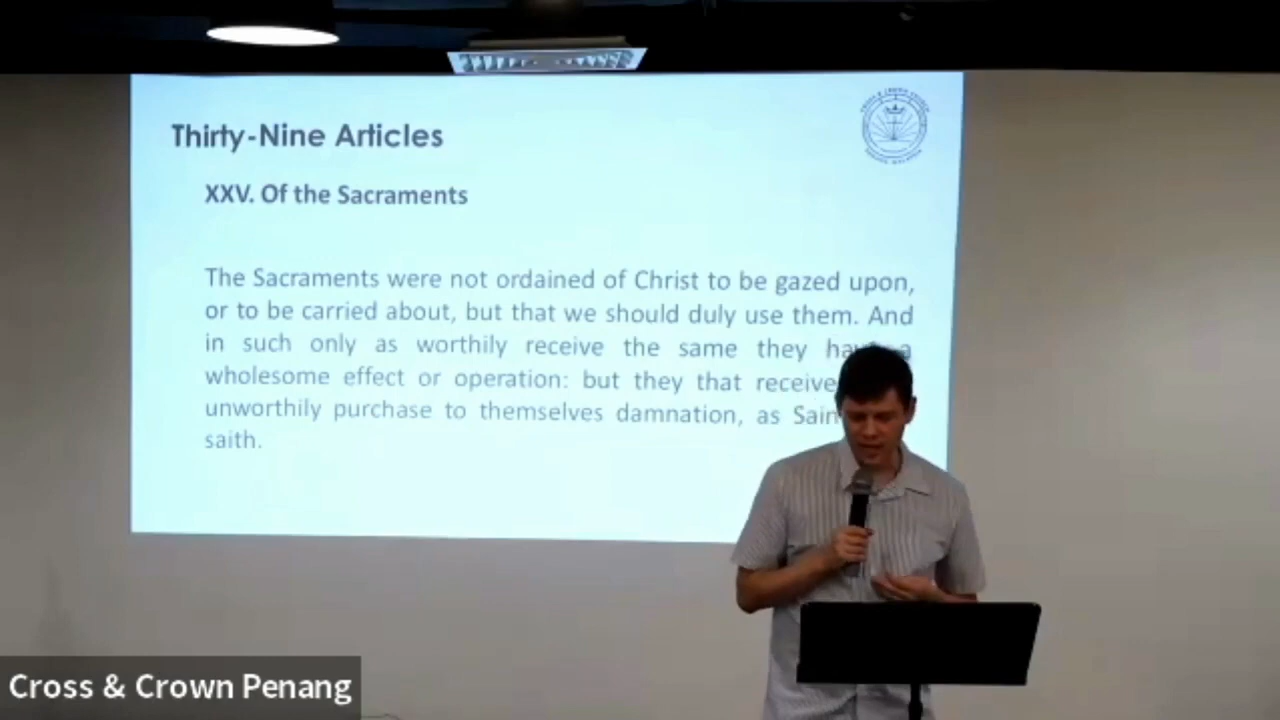 Thirty-Nine Articles
XXV. Of the Sacraments
The Sacraments were not ordained of Christ to be gazed upon,
or to be carried about, but that we should duly use them. And
in such only as worthily receive the same they a
wholesome effect or operation: but they that receive
unworthily purchase to themselves damnation, as
saith.
Cross & Crown Penang